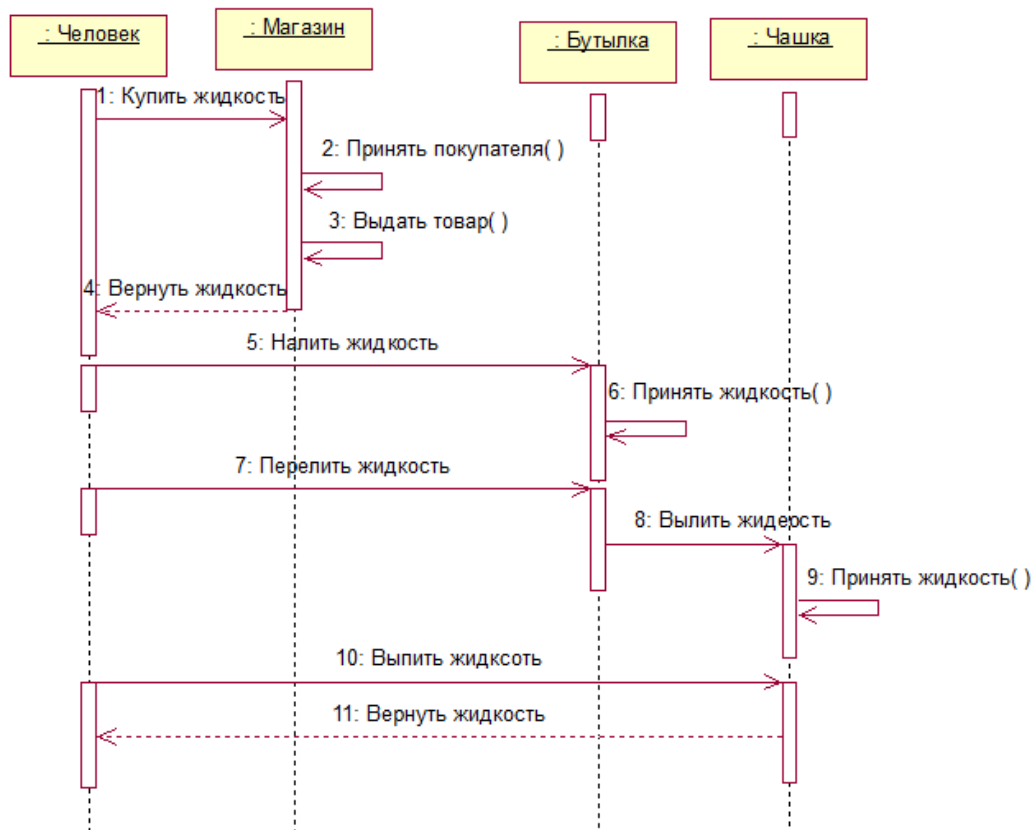 : Человек
: Магазин
: Бутылка
: Чашка
1: Купить жидкость
2: Принять покупателя( )
3: Выдать товар( )
4: Вернуть жидкость
5: Налить жидкость
6: Принять жидкость( )
7: Перелить жидкость
8: Вылить жидеость
9: Принять жидкость( )
10: Выпить жидксоть
11: Вернуть жидкость